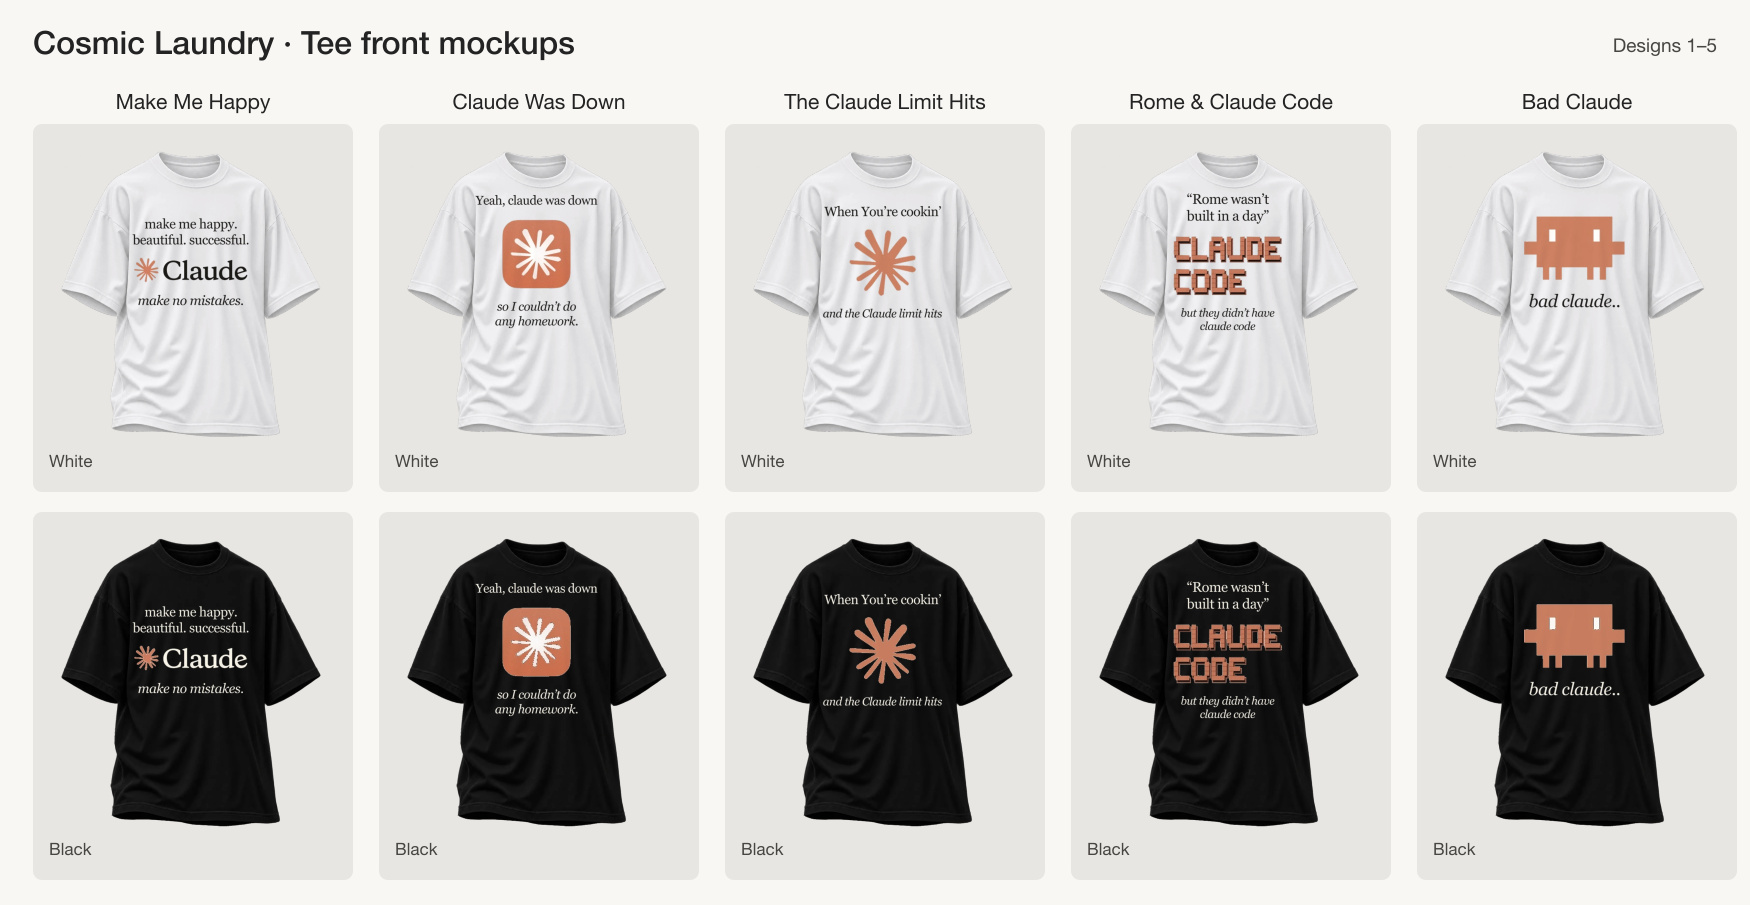 Cosmic Laundry · Tee front mockups
Designs 1–5
Make Me Happy
Claude Was Down
The Claude Limit Hits
Rome & Claude Code
Bad Claude
make me happy.
beautiful. successful.
Claude
make no mistakes.
White
Yeah, claude was down
so I couldn't do
any homework.
White
When You're cookin'
and the Claude limit hits
White
“Rome wasn't
built in a day”
CLAUDE
CODE
but they didn't have
claude code
White
bad claude..
White
make me happy.
beautiful. successful.
Claude
make no mistakes.
Black
Yeah, claude was down
so I couldn't do
any homework.
Black
When You're cookin'
and the Claude limit hits
Black
“Rome wasn't
built in a day”
CLAUDE
CODE
but they didn't have
claude code
Black
bad claude..
Black